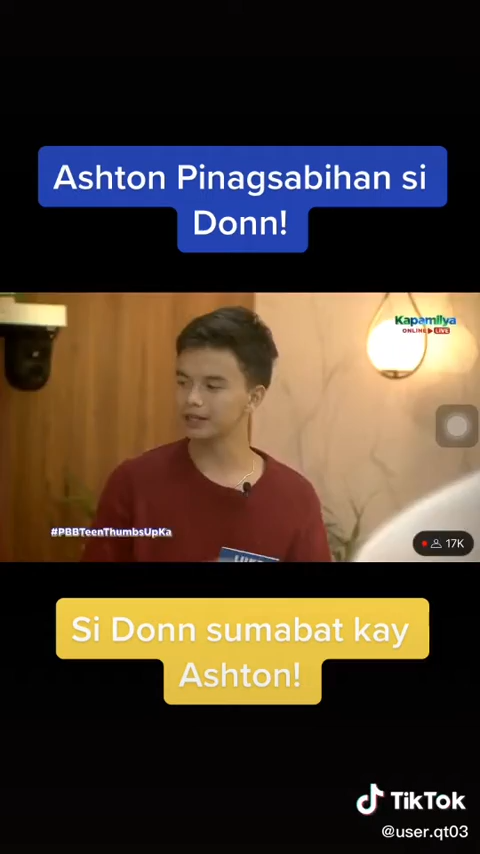 Ashton Pinagsabihan si
Donn!
Kapamilya
ONLINE LIVE
#PBBTeenThumbsUpKa
17K
Si Donn sumabat kay
Ashton!
TikTok
@user.qt03